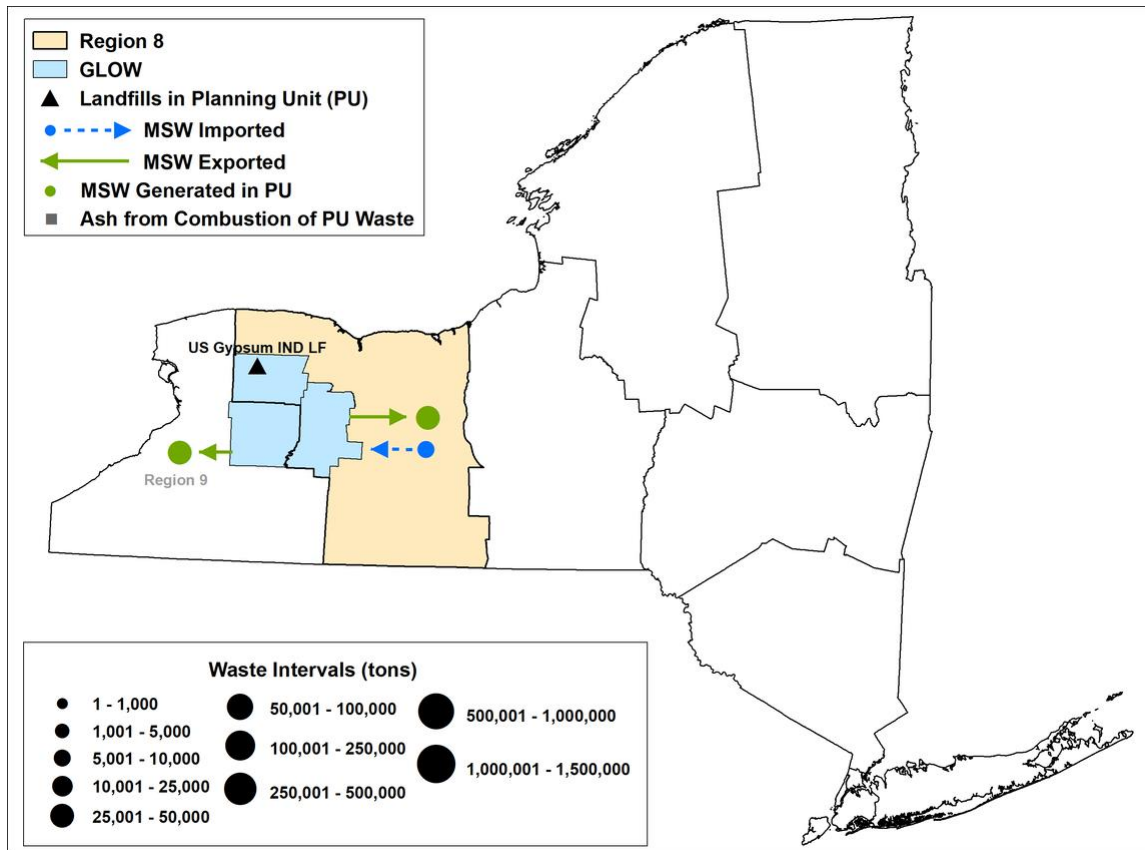 Region 8
GLOW
Landfills in Planning Unit (PU)
MSW Imported
MSW Exported
MSW Generated in PU
Ash from Combustion of PU Waste
US Gypsum IND LF
Region 9
Waste Intervals (tons)
1 - 1,000
1,001 - 5,000
5,001 - 10,000
10,001 - 25,000
25,001 - 50,000
50,001 - 100,000
100,001 - 250,000
250,001 - 500,000
500,001 - 1,000,000
1,000,001 - 1,500,000